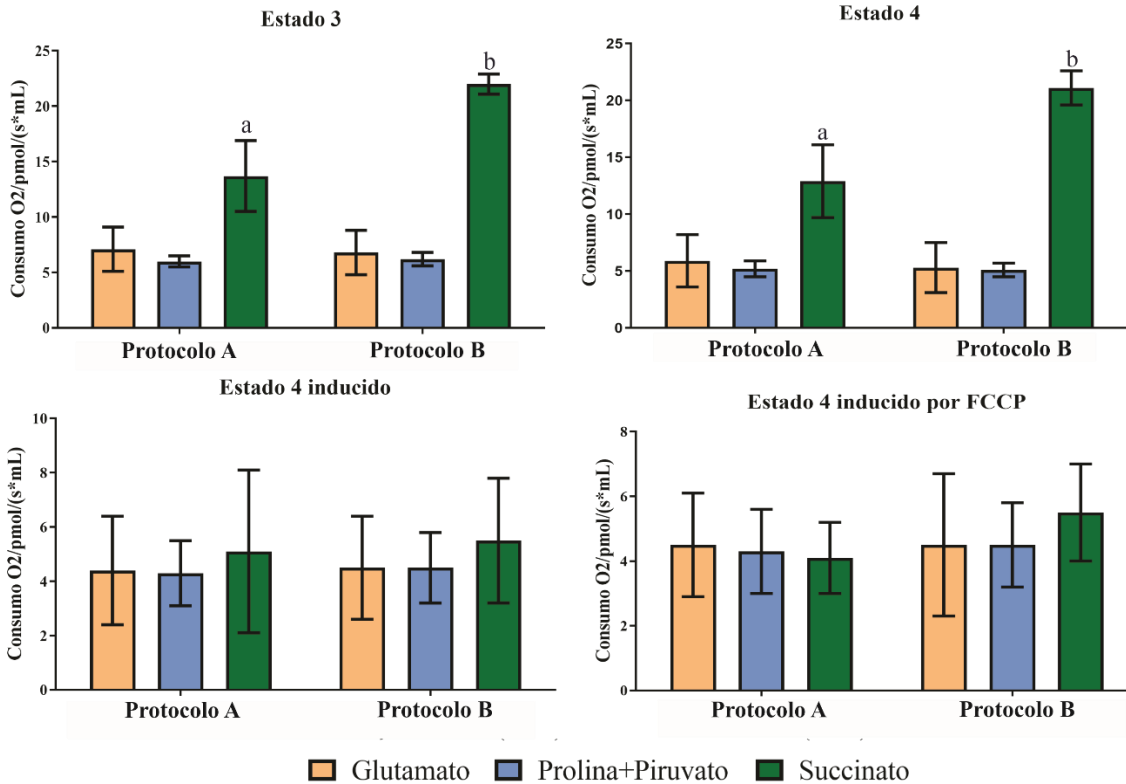 Estado 3
Consumo O2/pmol/(s*mL)
25
20
15
10
5
0
a
b
Protocolo A
Protocolo B
Estado 4
Consumo O2/pmol/(s*mL)
25
20
15
10
5
0
a
b
Protocolo A
Protocolo B
Estado 4 inducido
Consumo O2/pmol/(s*mL)
10
8
6
4
2
0
Protocolo A
Protocolo B
Estado 4 inducido por FCCP
Consumo O2/pmol/(s*mL)
8
6
4
2
0
Protocolo A
Protocolo B
Glutamato
Prolina+Piruvato
Succinato